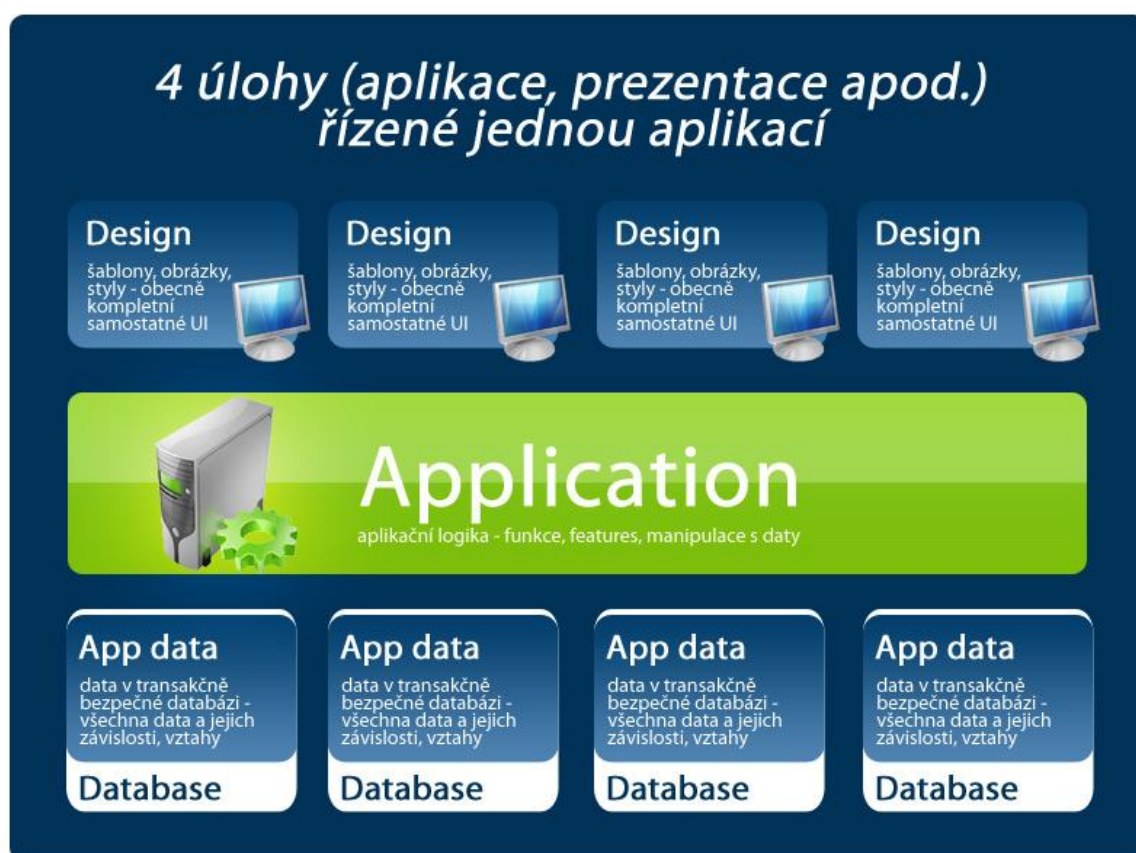 4 úlohy (aplikace, prezentace apod.)
řízené jednou aplikací
Design
šablony, obrázky,
styly - obecně
kompletní
samostatné UI
Design
šablony, obrázky,
styly - obecně
kompletní
samostatné UI
Design
šablony, obrázky,
styly - obecně
kompletní
samostatné UI
Design
šablony, obrázky,
styly - obecně
kompletní
samostatné UI
Application
aplikační logika - funkce, features, manipulace s daty
App data
data v transakčně
bezpečné databázi -
všechna data a jejich
závislosti, vztahy
Database
App data
data v transakčně
bezpečné databázi -
všechna data a jejich
závislosti, vztahy
Database
App data
data v transakčně
bezpečné databázi -
všechna data a jejich
závislosti, vztahy
Database
App data
data v transakčně
bezpečné databázi -
všechna data a jejich
závislosti, vztahy
Database